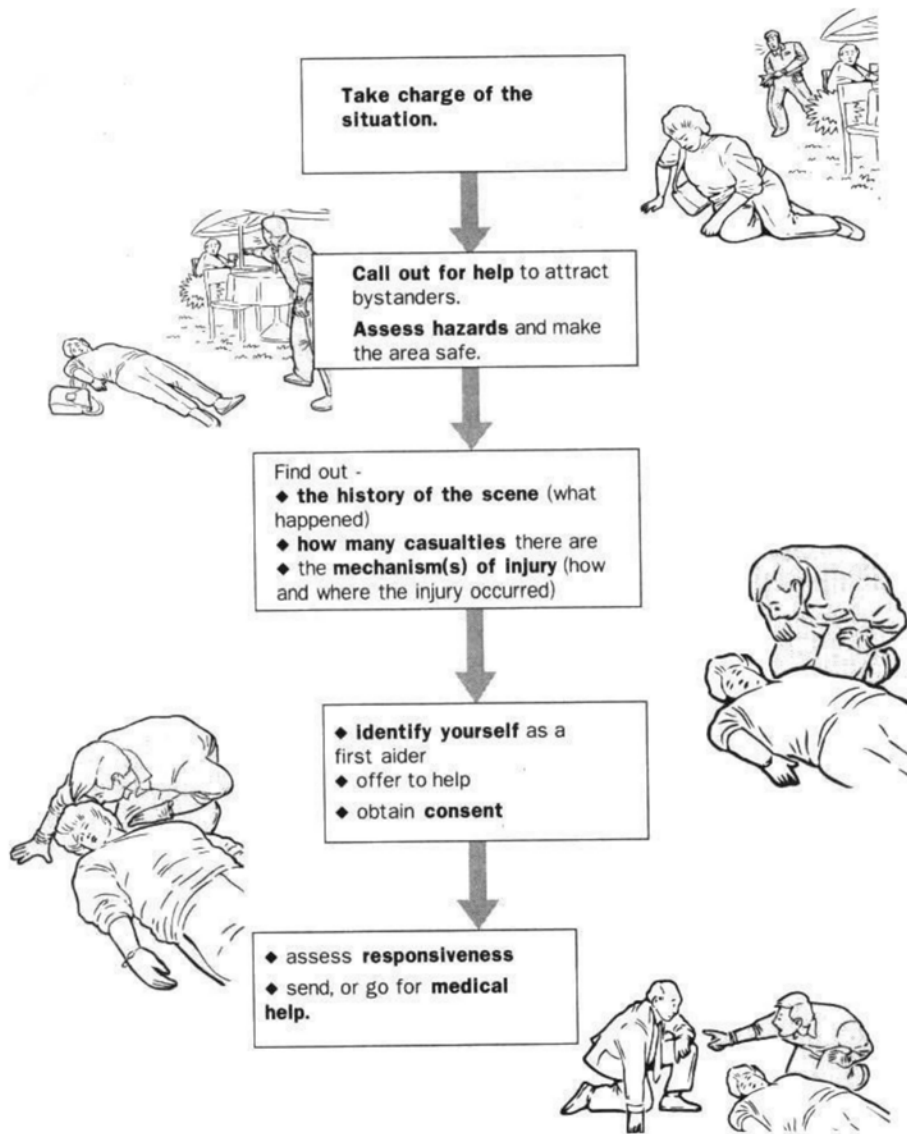 Take charge of the
situation.
Call out for help to attract
bystanders.
Assess hazards and make
the area safe.
Find out -
◆ the history of the scene (what
happened)
◆ how many casualties there are
◆ the mechanism(s) of injury (how
and where the injury occurred)
◆ identify yourself as a
first aider
◆ offer to help
◆ obtain consent
◆ assess responsiveness
◆ send, or go for medical
help.